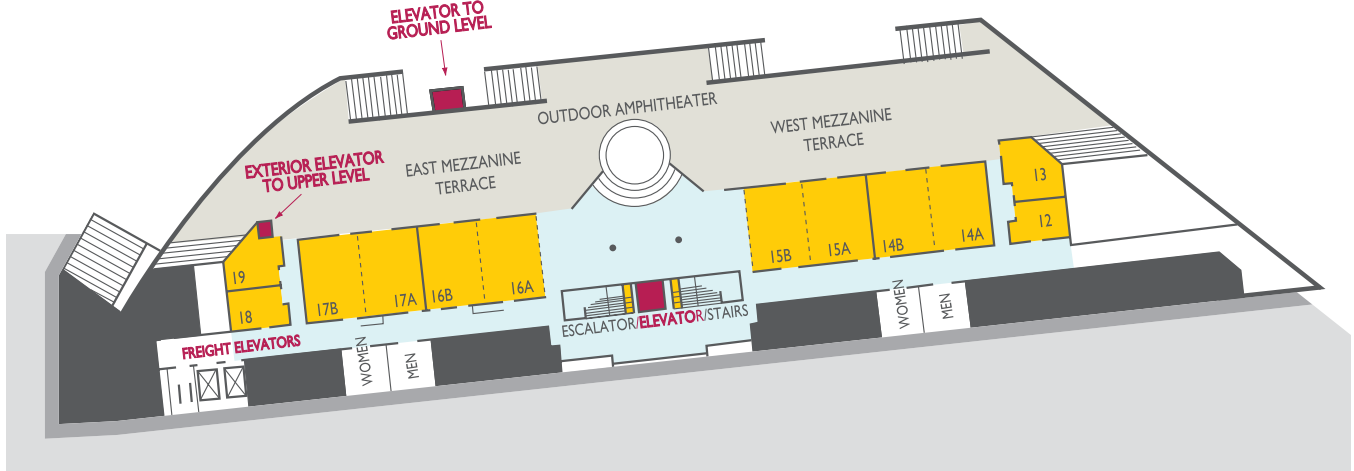 ELEVATOR TO
GROUND LEVEL
OUTDOOR AMPHITHEATER
WEST MEZZANINE
TERRACE
EAST MEZZANINE
TERRACE
EXTERIOR ELEVATOR
TO UPPER LEVEL
13
12
19
18
17B
17A
16B
16A
15B
15A
14B
14A
ESCALATOR/ELEVATOR/STAIRS
FREIGHT ELEVATORS
WOMEN
MEN
WOMEN
MEN